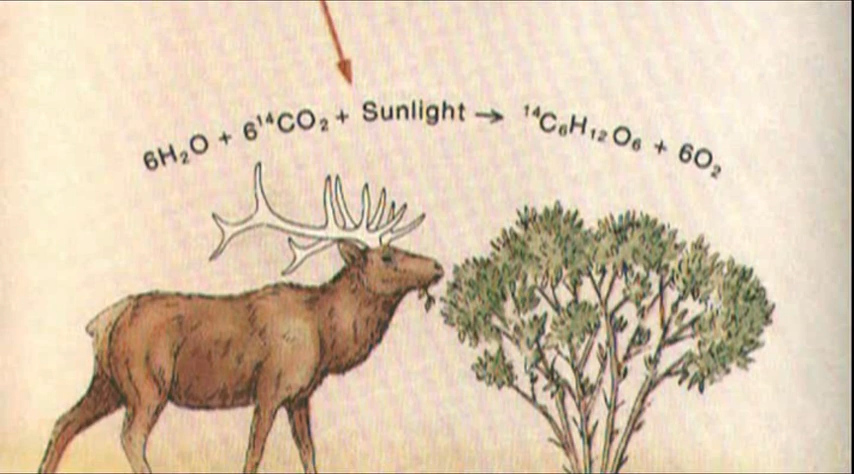 6H₂O + 6¹⁴CO₂ + Sunlight → ¹⁴C₆H₁₂O₆ + 6O₂